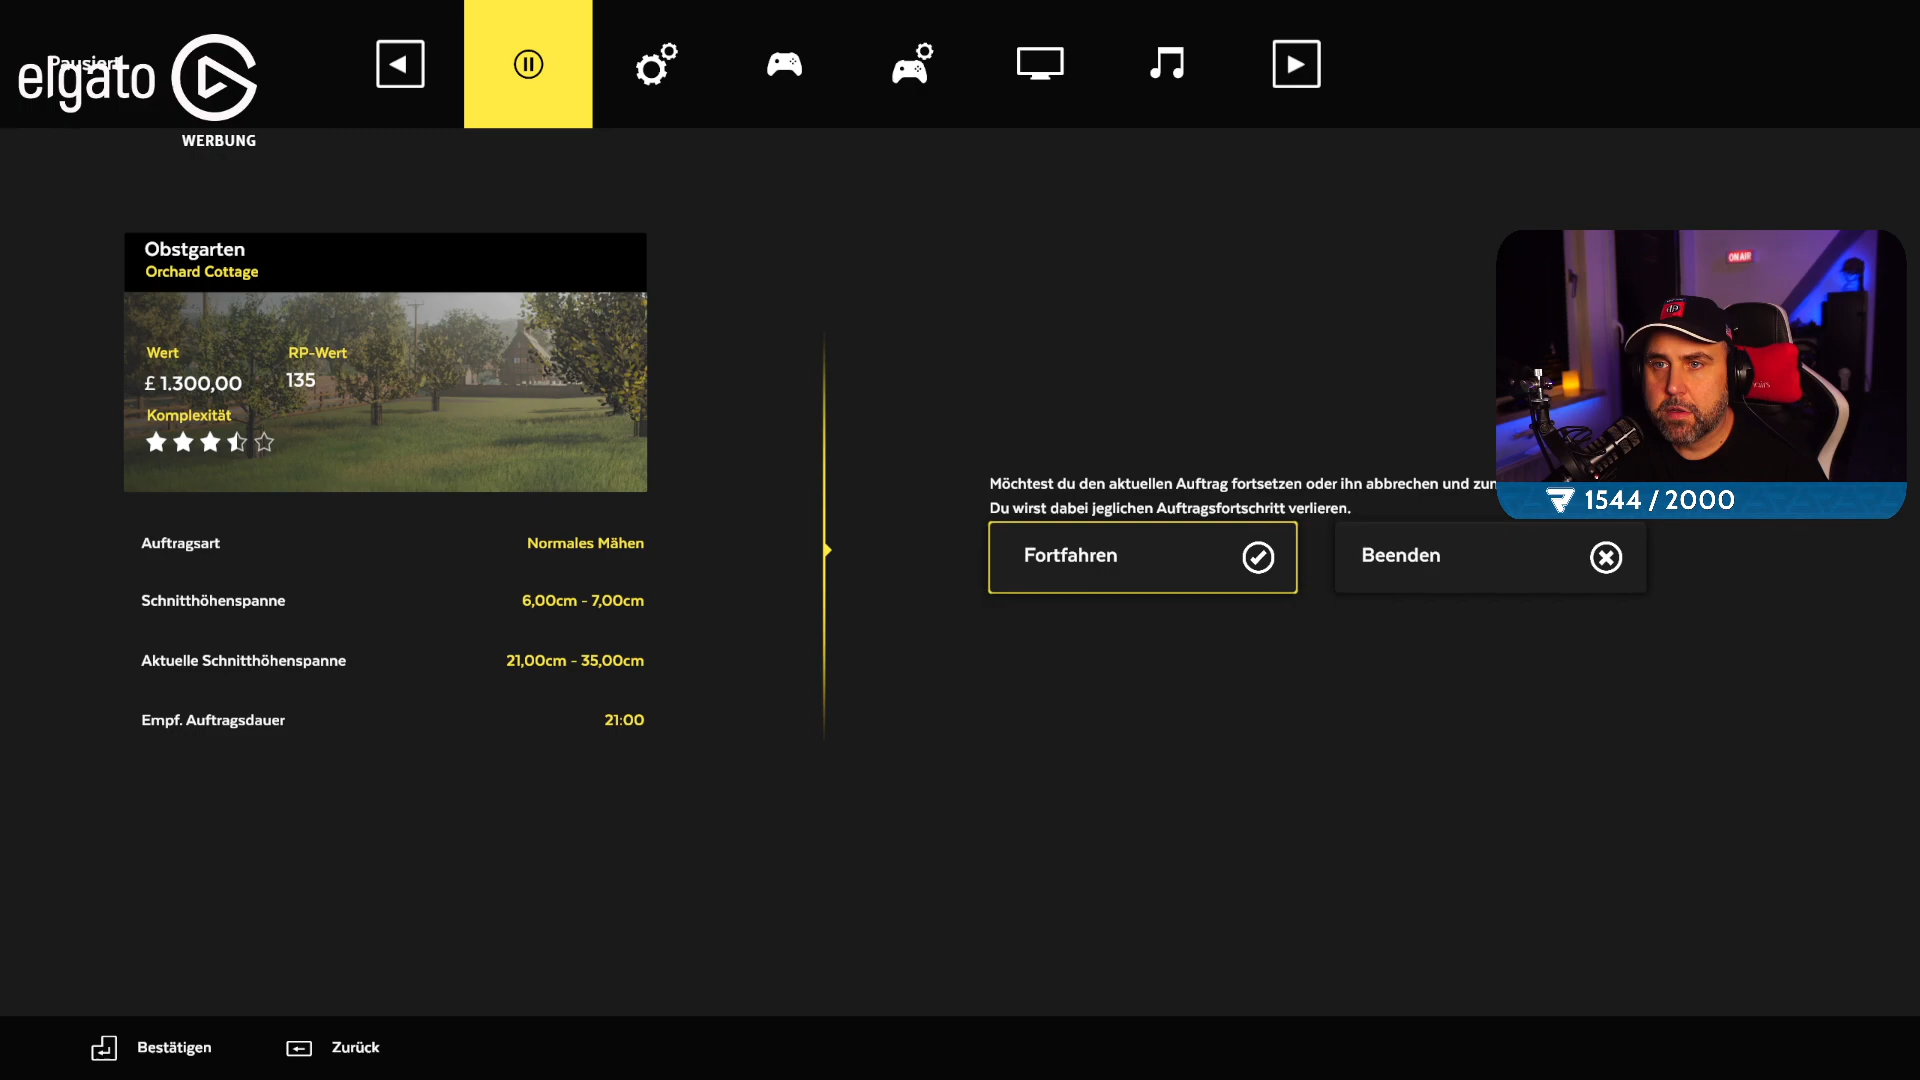 Pausiert
elgato
WERBUNG
Obstgarten
Orchard Cottage
Wert
RP-Wert
£ 1.300,00
135
Komplexität
Auftragsart
Normales Mähen
Schnitthöhenspanne
6,00cm - 7,00cm
Aktuelle Schnitthöhenspanne
21,00cm - 35,00cm
Empf. Auftragsdauer
21:00
Möchtest du den aktuellen Auftrag fortsetzen oder ihn abbrechen und
Du wirst dabei jeglichen Auftragsfortschritt verlieren.
Fortfahren
Beenden
ON AIR
1544 / 2000
Bestätigen
Zurück